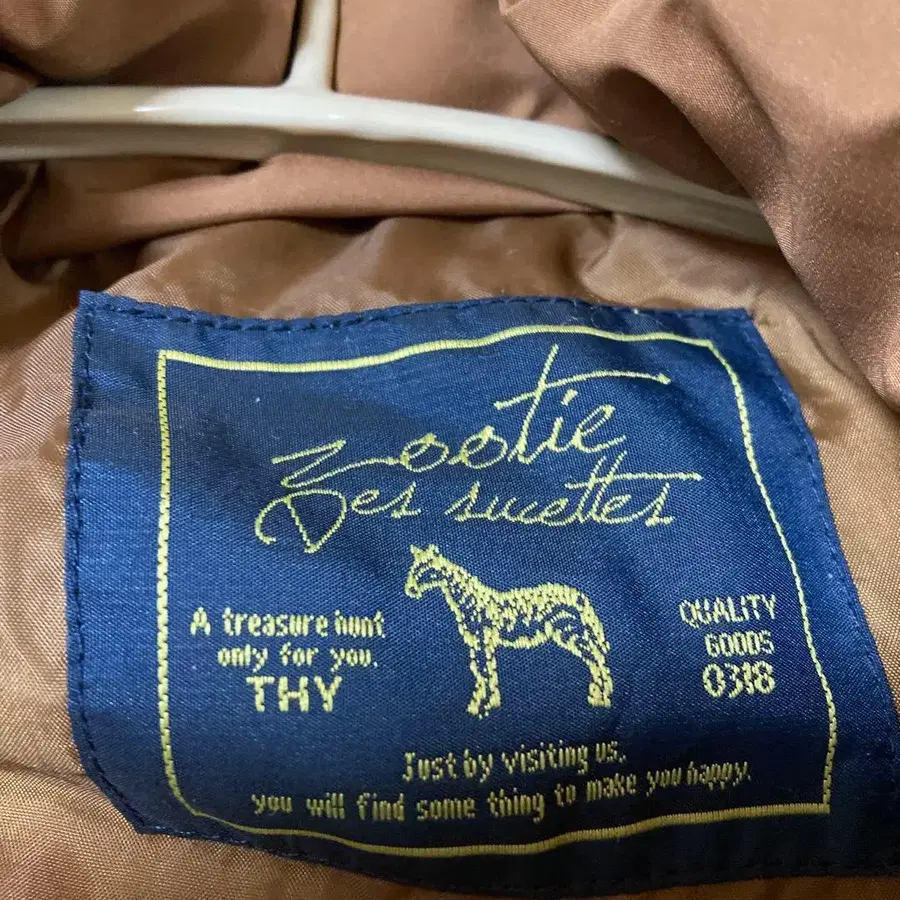 Zootie
Des sucettes
A treasure hunt
only for you.
THY
QUALITY
GOODS
0318
Just by visiting us,
you will find some thing to make you happy.